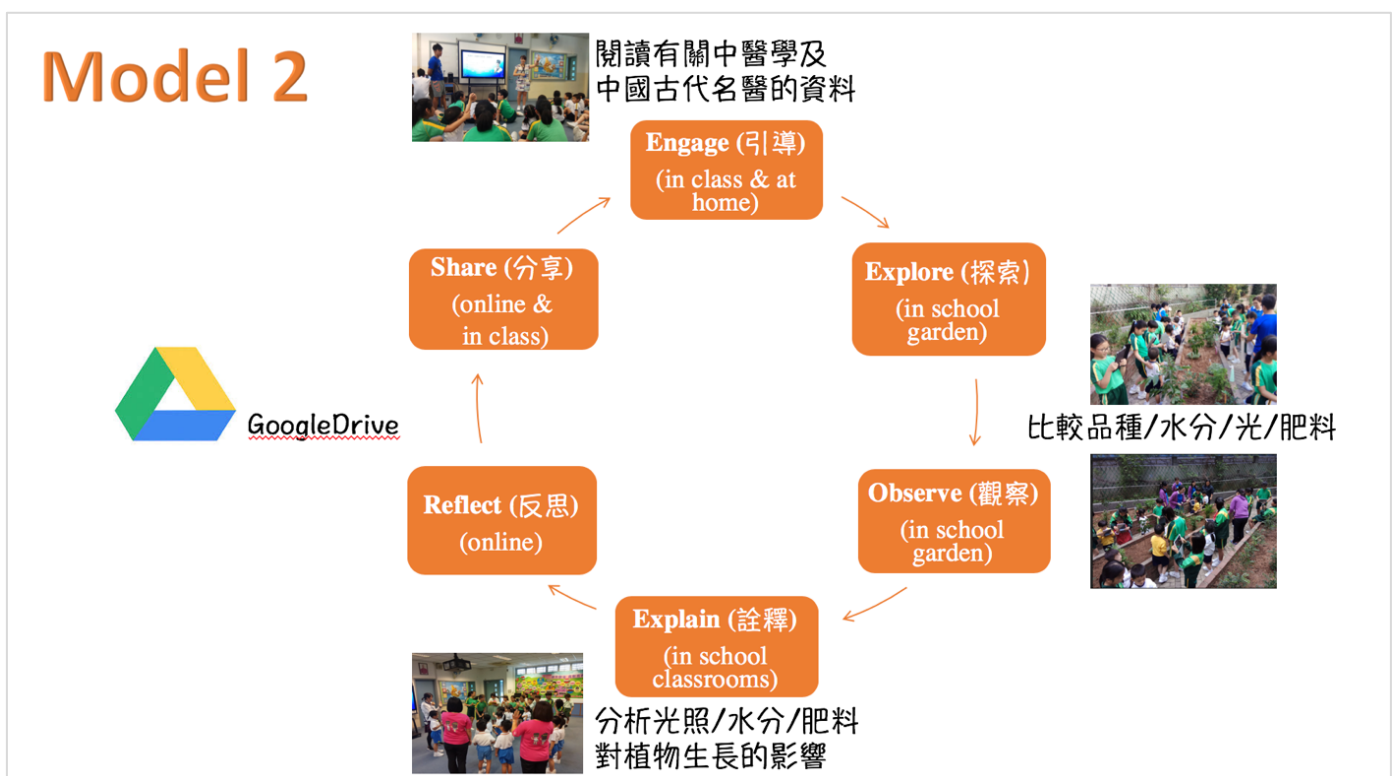 Model 2
閱讀有關中醫學及
中國古代名醫的資料
Engage (引導)
(in class & at
home)
Explore (探索)
(in school
garden)
比較品種/水分/光/肥料
Observe (觀察)
(in school
garden)
Explain (詮釋)
(in school
classrooms)
分析光照/水分/肥料
對植物生長的影響
Reflect (反思)
(online)
Share (分享)
(online &
in class)
GoogleDrive